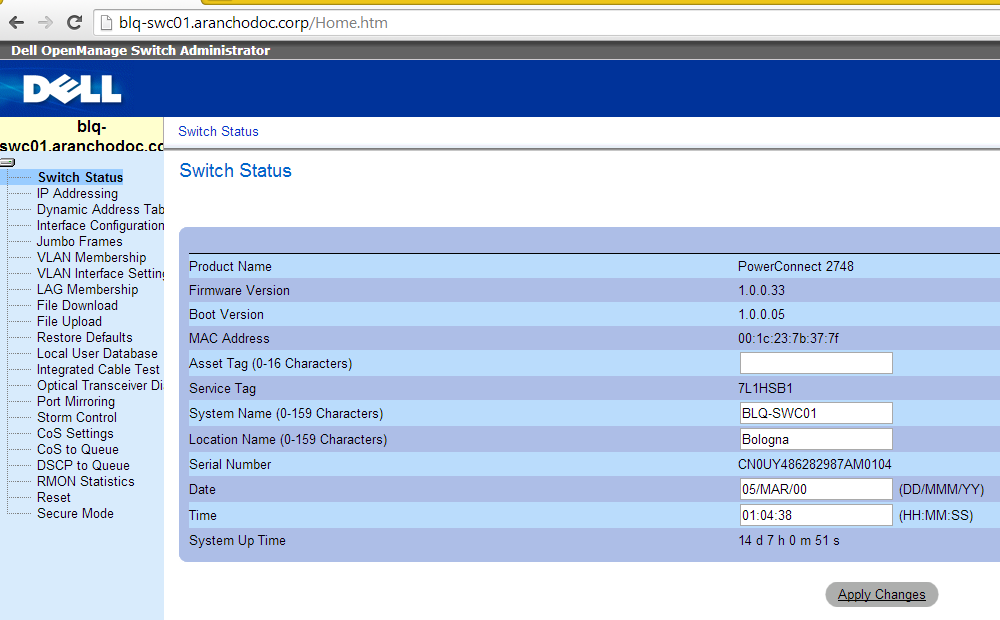 blq-swc01.aranchodoc.corp/Home.htm
Dell OpenManage Switch Administrator
DELL
blq-
swc01.aranchodoc.cc
Switch Status
Switch Status
Switch Status
IP Addressing
Dynamic Address Tab
Interface Configuration
Jumbo Frames
VLAN Membership
VLAN Interface Setting
LAG Membership
File Download
File Upload
Restore Defaults
Local User Database
Integrated Cable Test
Optical Transceiver Di
Port Mirroring
Storm Control
CoS Settings
CoS to Queue
DSCP to Queue
RMON Statistics
Reset
Secure Mode
Product Name PowerConnect 2748
Firmware Version 1.0.0.33
Boot Version 1.0.0.05
MAC Address 00:1c:23:7b:37:7f
Asset Tag (0-16 Characters)
Service Tag 7L1HSB1
System Name (0-159 Characters) BLQ-SWC01
Location Name (0-159 Characters) Bologna
Serial Number CN0UY486282987AM0104
Date 05/MAR/00 (DD/MMM/YY)
Time 01:04:38 (HH:MM:SS)
System Up Time 14 d 7 h 0 m 51 s
Apply Changes